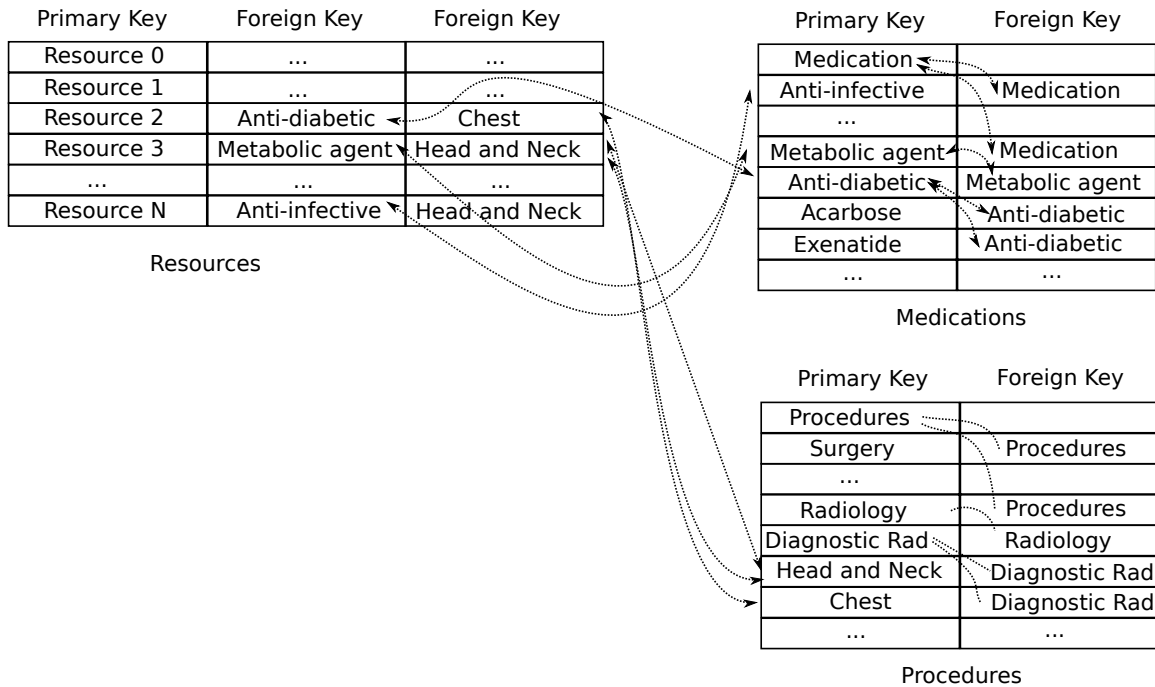 Primary Key Foreign Key Foreign Key
Resource 0 ... ...
Resource 1 ... ...
Resource 2 Anti-diabetic Chest
Resource 3 Metabolic agent Head and Neck
... ... ...
Resource N Anti-infective Head and Neck
Resources
Primary Key Foreign Key
Medication
Anti-infective Medication
...
Metabolic agent Medication
Anti-diabetic Metabolic agent
Acarbose Anti-diabetic
Exenatide Anti-diabetic
... ...
Medications
Primary Key Foreign Key
Procedures
Surgery Procedures
...
Radiology Procedures
Diagnostic Rad Radiology
Head and Neck Diagnostic Rad
Chest Diagnostic Rad
... ...
Procedures